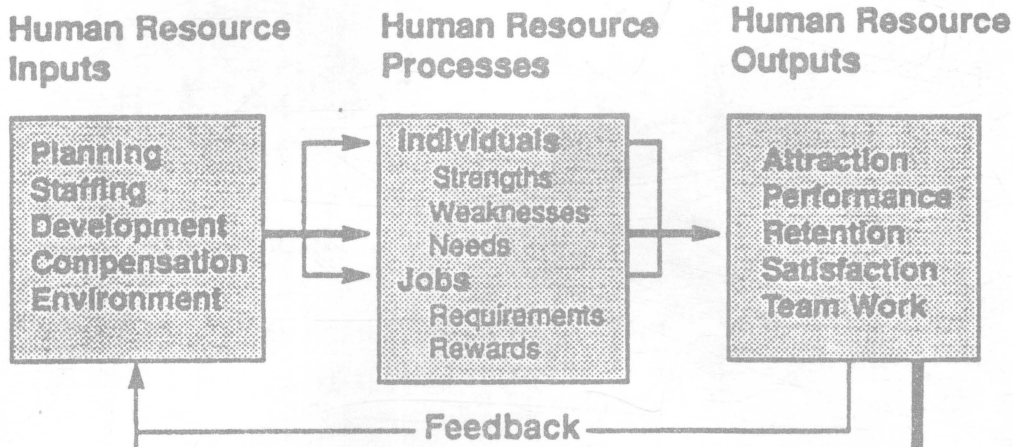 Human Resource
Inputs
Human Resource
Processes
Human Resource
Outputs
Planning
Staffing
Development
Compensation
Environment
Individuals
Strengths
Weaknesses
Needs
Jobs
Requirements
Rewards
Attraction
Performance
Retention
Satisfaction
Team Work
Feedback